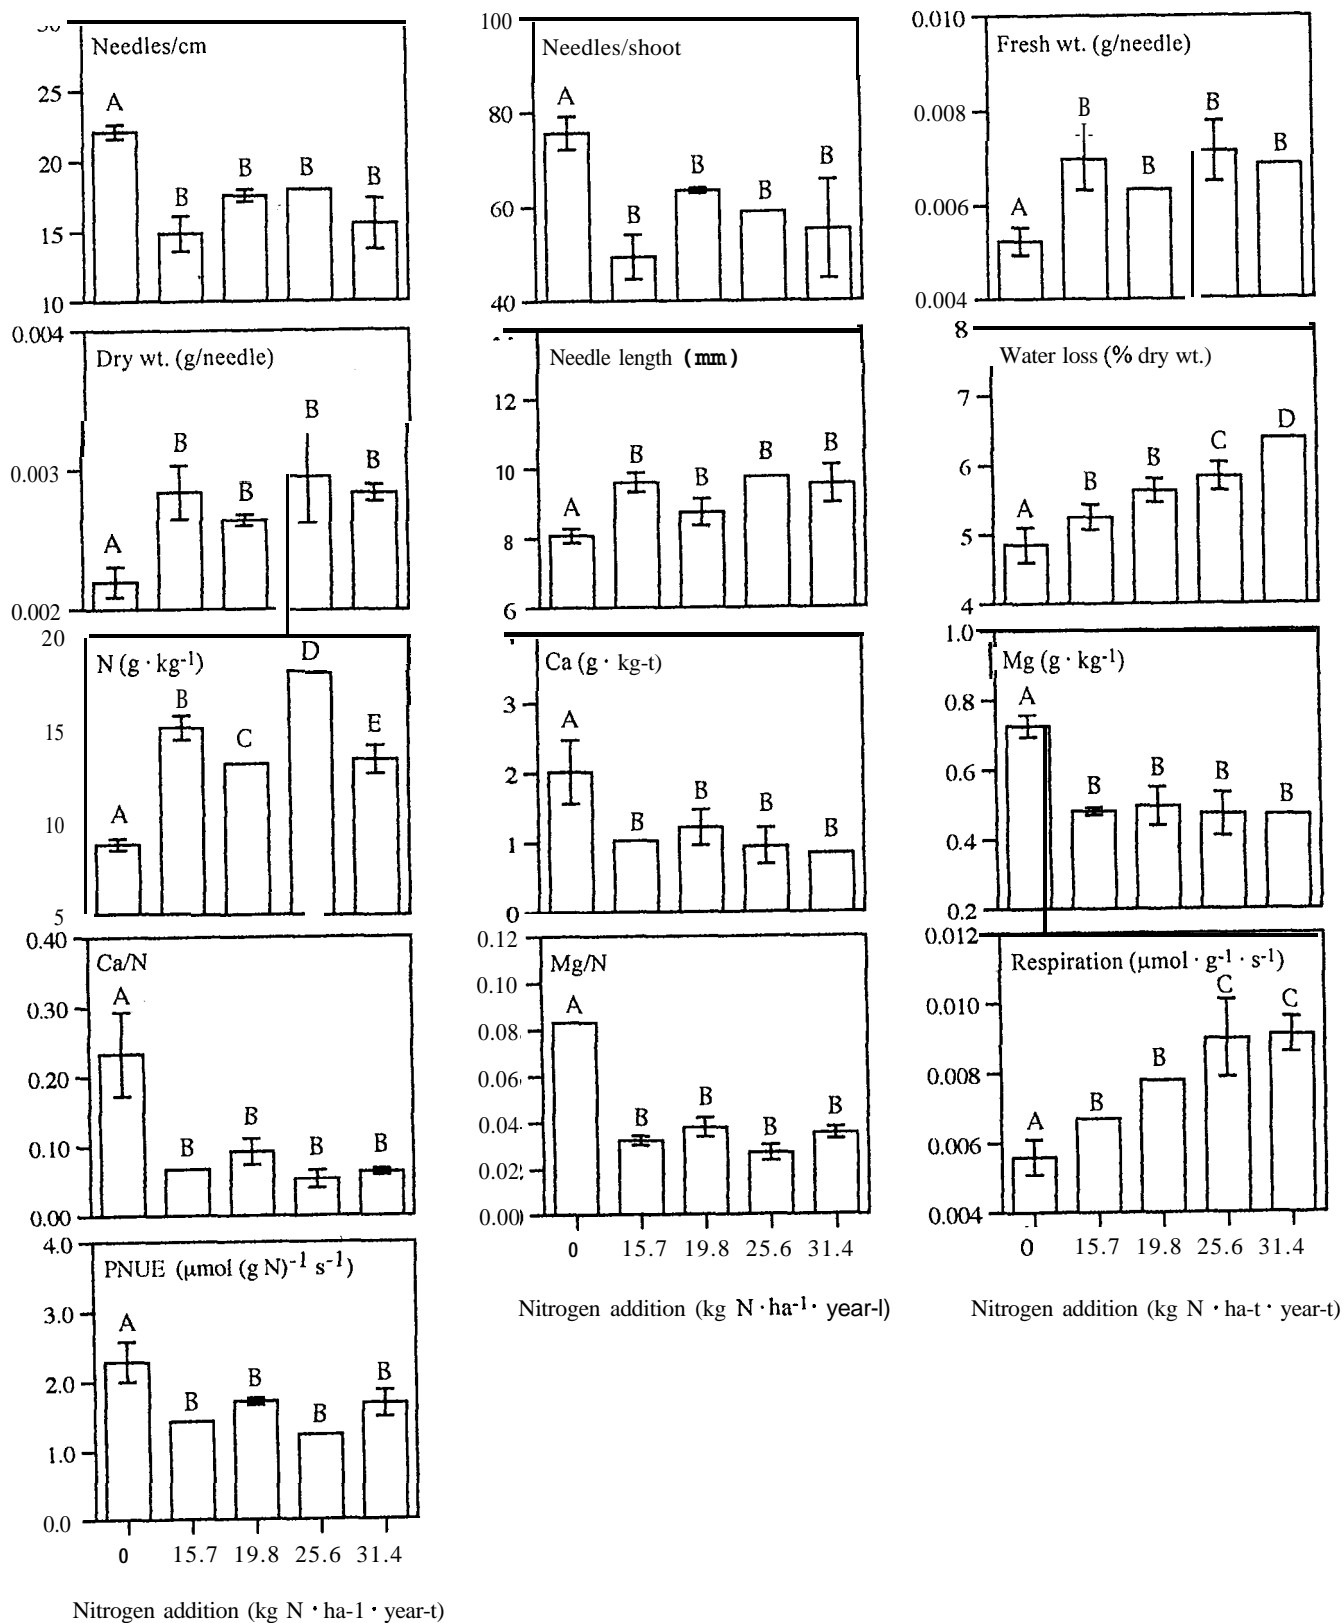 30
Needles/cm
25
A
20
15
10
B
B
B
B
100
Needles/shoot
80
60
40
A
B
B
B
B
0.010
Fresh wt. (g/needle)
0.008
0.006
0.004
A
B
B
B
B
0.004
Dry wt. (g/needle)
0.003
0.002
A
B
B
B
B
Needle length (mm)
12
10
8
6
A
B
B
B
B
8
Water loss (% dry wt.)
7
6
5
4
A
B
B
C
D
20
N (g · kg-1)
15
10
5
A
B
C
D
E
Ca (g · kg-t)
3
2
1
0
A
B
B
B
B
1.0
Mg (g · kg-1)
0.8
0.6
0.4
0.2
A
B
B
B
B
0.40
Ca/N
0.30
0.20
0.10
0.00
A
B
B
B
B
0.12
Mg/N
0.10
0.08
0.06
0.04
0.02
0.00
A
B
B
B
B
0 15.7 19.8 25.6 31.4
Nitrogen addition (kg N · ha-1 · year-l)
0.012
Respiration (μmol · g-1 · s-1)
0.010
0.008
0.006
0.004
A
B
B
C
C
0 15.7 19.8 25.6 31.4
Nitrogen addition (kg N · ha-t · year-t)
4.0
PNUE (μmol (g N)-1 s-1)
3.0
2.0
1.0
0.0
A
B
B
B
B
0 15.7 19.8 25.6 31.4
Nitrogen addition (kg N · ha-1 · year-t)